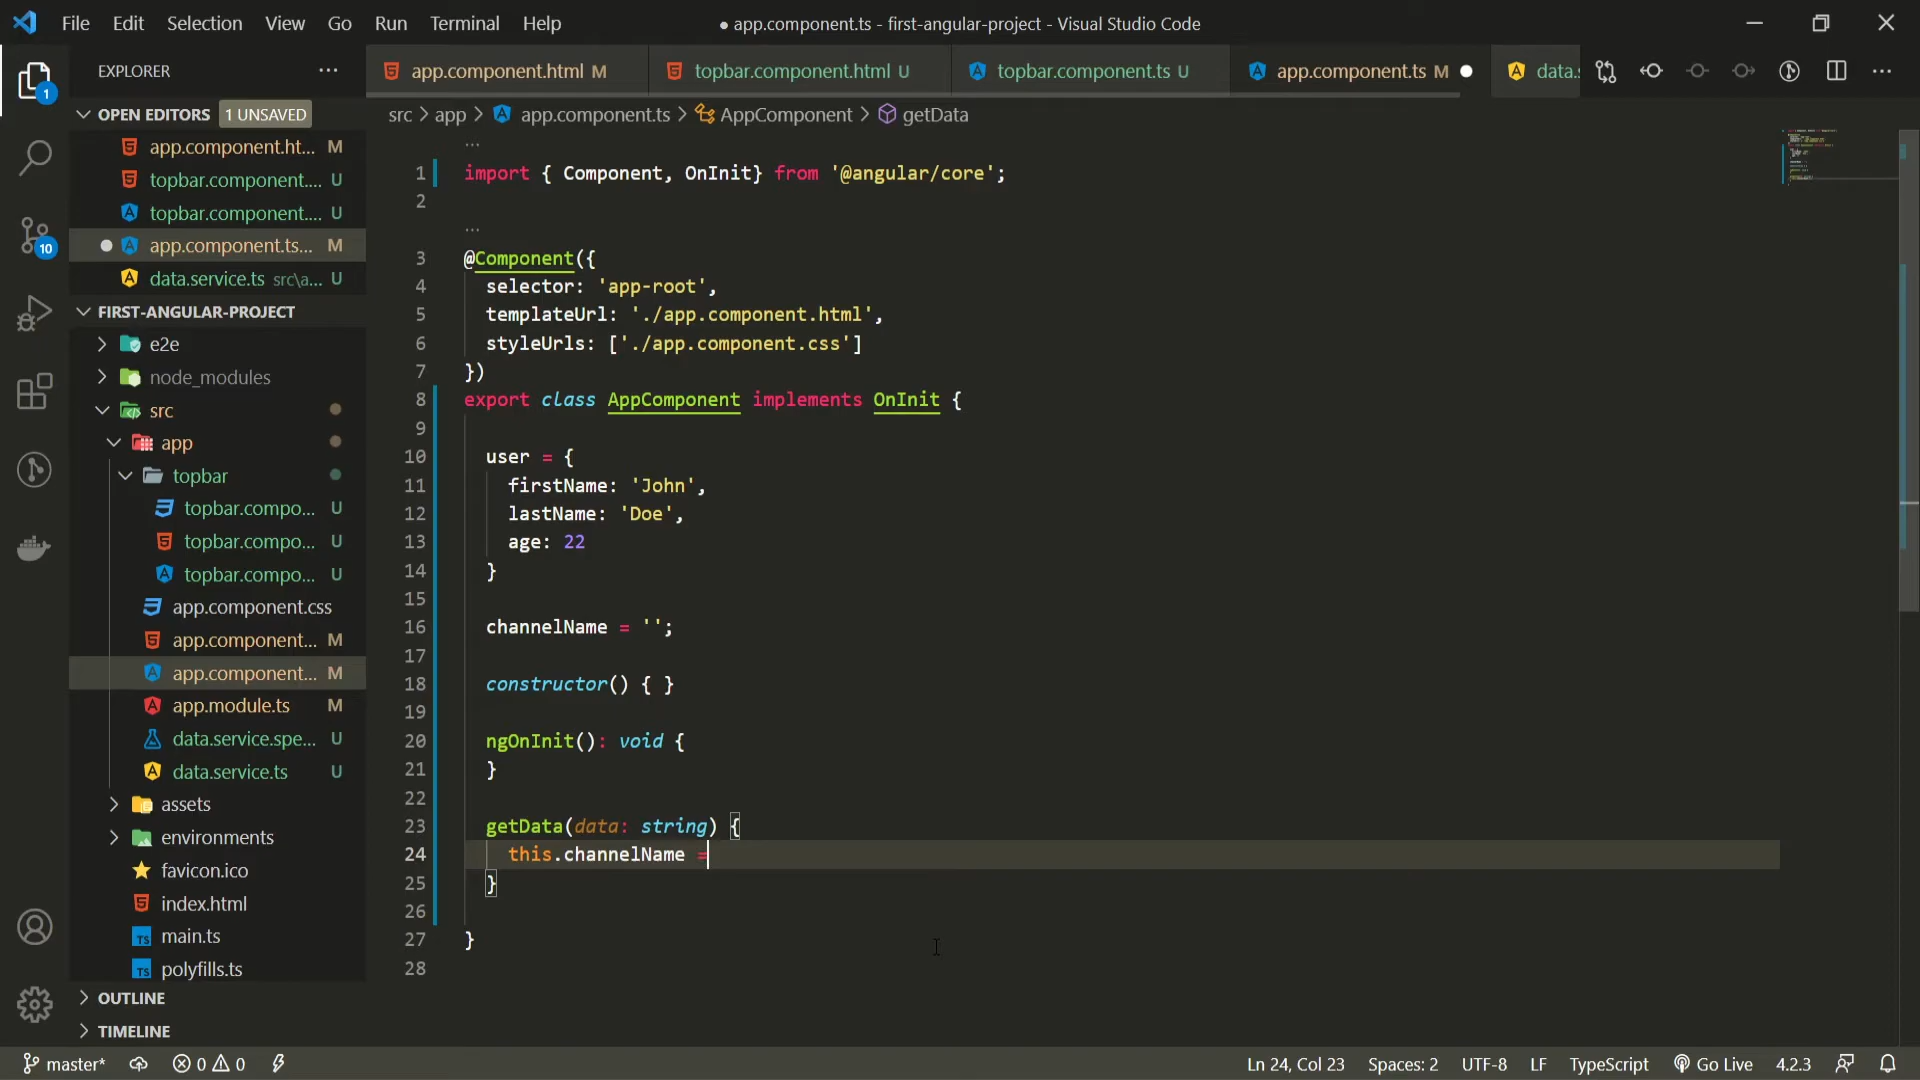 File Edit Selection View Go Run Terminal Help
● app.component.ts - first-angular-project - Visual Studio Code
EXPLORER ...
app.component.html M
topbar.component.html U
topbar.component.ts U
app.component.ts M
data.s
1
OPEN EDITORS 1 UNSAVED
app.component.ht... M
topbar.component.... U
topbar.component.... U
app.component.ts... M
data.service.ts src\a... U
10
FIRST-ANGULAR-PROJECT
e2e
node_modules
src
app
topbar
topbar.compo... U
topbar.compo... U
topbar.compo... U
app.component.css
app.component... M
app.component... M
app.module.ts M
data.service.spe... U
data.service.ts U
assets
environments
favicon.ico
index.html
main.ts
polyfills.ts
OUTLINE
TIMELINE
src > app > app.component.ts > AppComponent > getData
...
1 import { Component, OnInit} from '@angular/core';
2
...
3 @Component({
4 selector: 'app-root',
5 templateUrl: './app.component.html',
6 styleUrls: ['./app.component.css']
7 })
8 export class AppComponent implements OnInit {
9
10 user = {
11 firstName: 'John',
12 lastName: 'Doe',
13 age: 22
14 }
15
16 channelName = '';
17
18 constructor() { }
19
20 ngOnInit(): void {
21 }
22
23 getData(data: string) {
24 this.channelName =
25 }
26
27 }
28
master* 0 0 Ln 24, Col 23 Spaces: 2 UTF-8 LF TypeScript Go Live 4.2.3